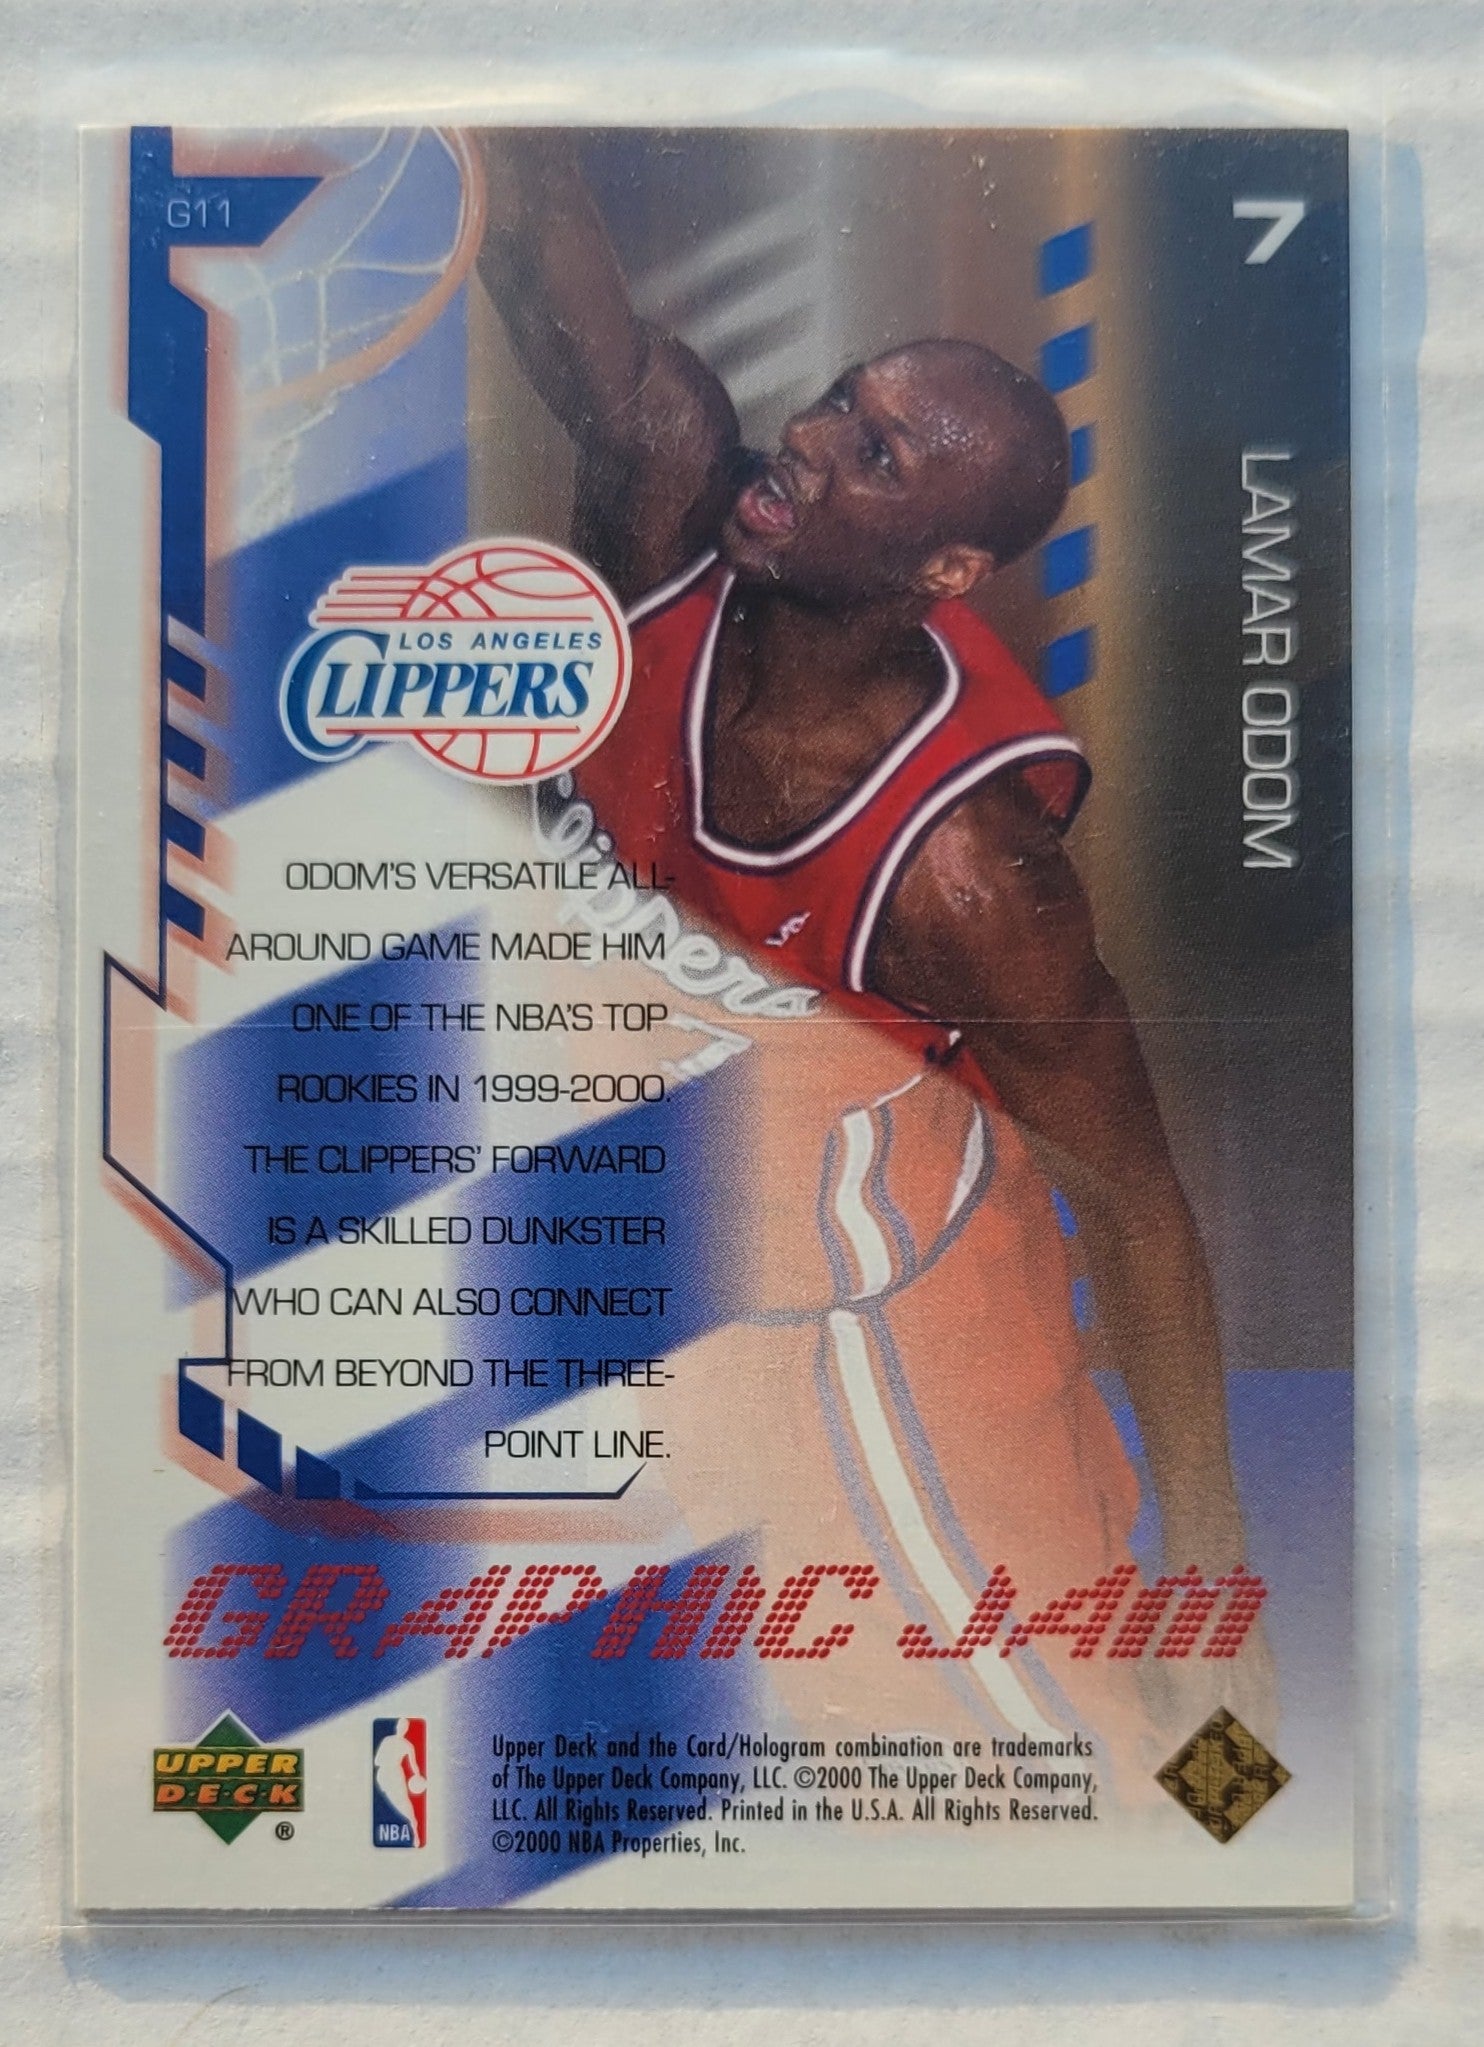 G11
7
LAMAR ODOM
LOS ANGELES
CLIPPERS
Clippers
7
ODOM'S VERSATILE ALL-
AROUND GAME MADE HIM
ONE OF THE NBA'S TOP
ROOKIES IN 1999-2000.
THE CLIPPERS' FORWARD
IS A SKILLED DUNKSTER
WHO CAN ALSO CONNECT
FROM BEYOND THE THREE-
POINT LINE.
GRAPHIC JAM
UPPER
D·E·C·K
®
NBA
Upper Deck and the Card/Hologram combination are trademarks
of The Upper Deck Company, LLC. ©2000 The Upper Deck Company,
LLC. All Rights Reserved. Printed in the U.S.A. All Rights Reserved.
©2000 NBA Properties, Inc.